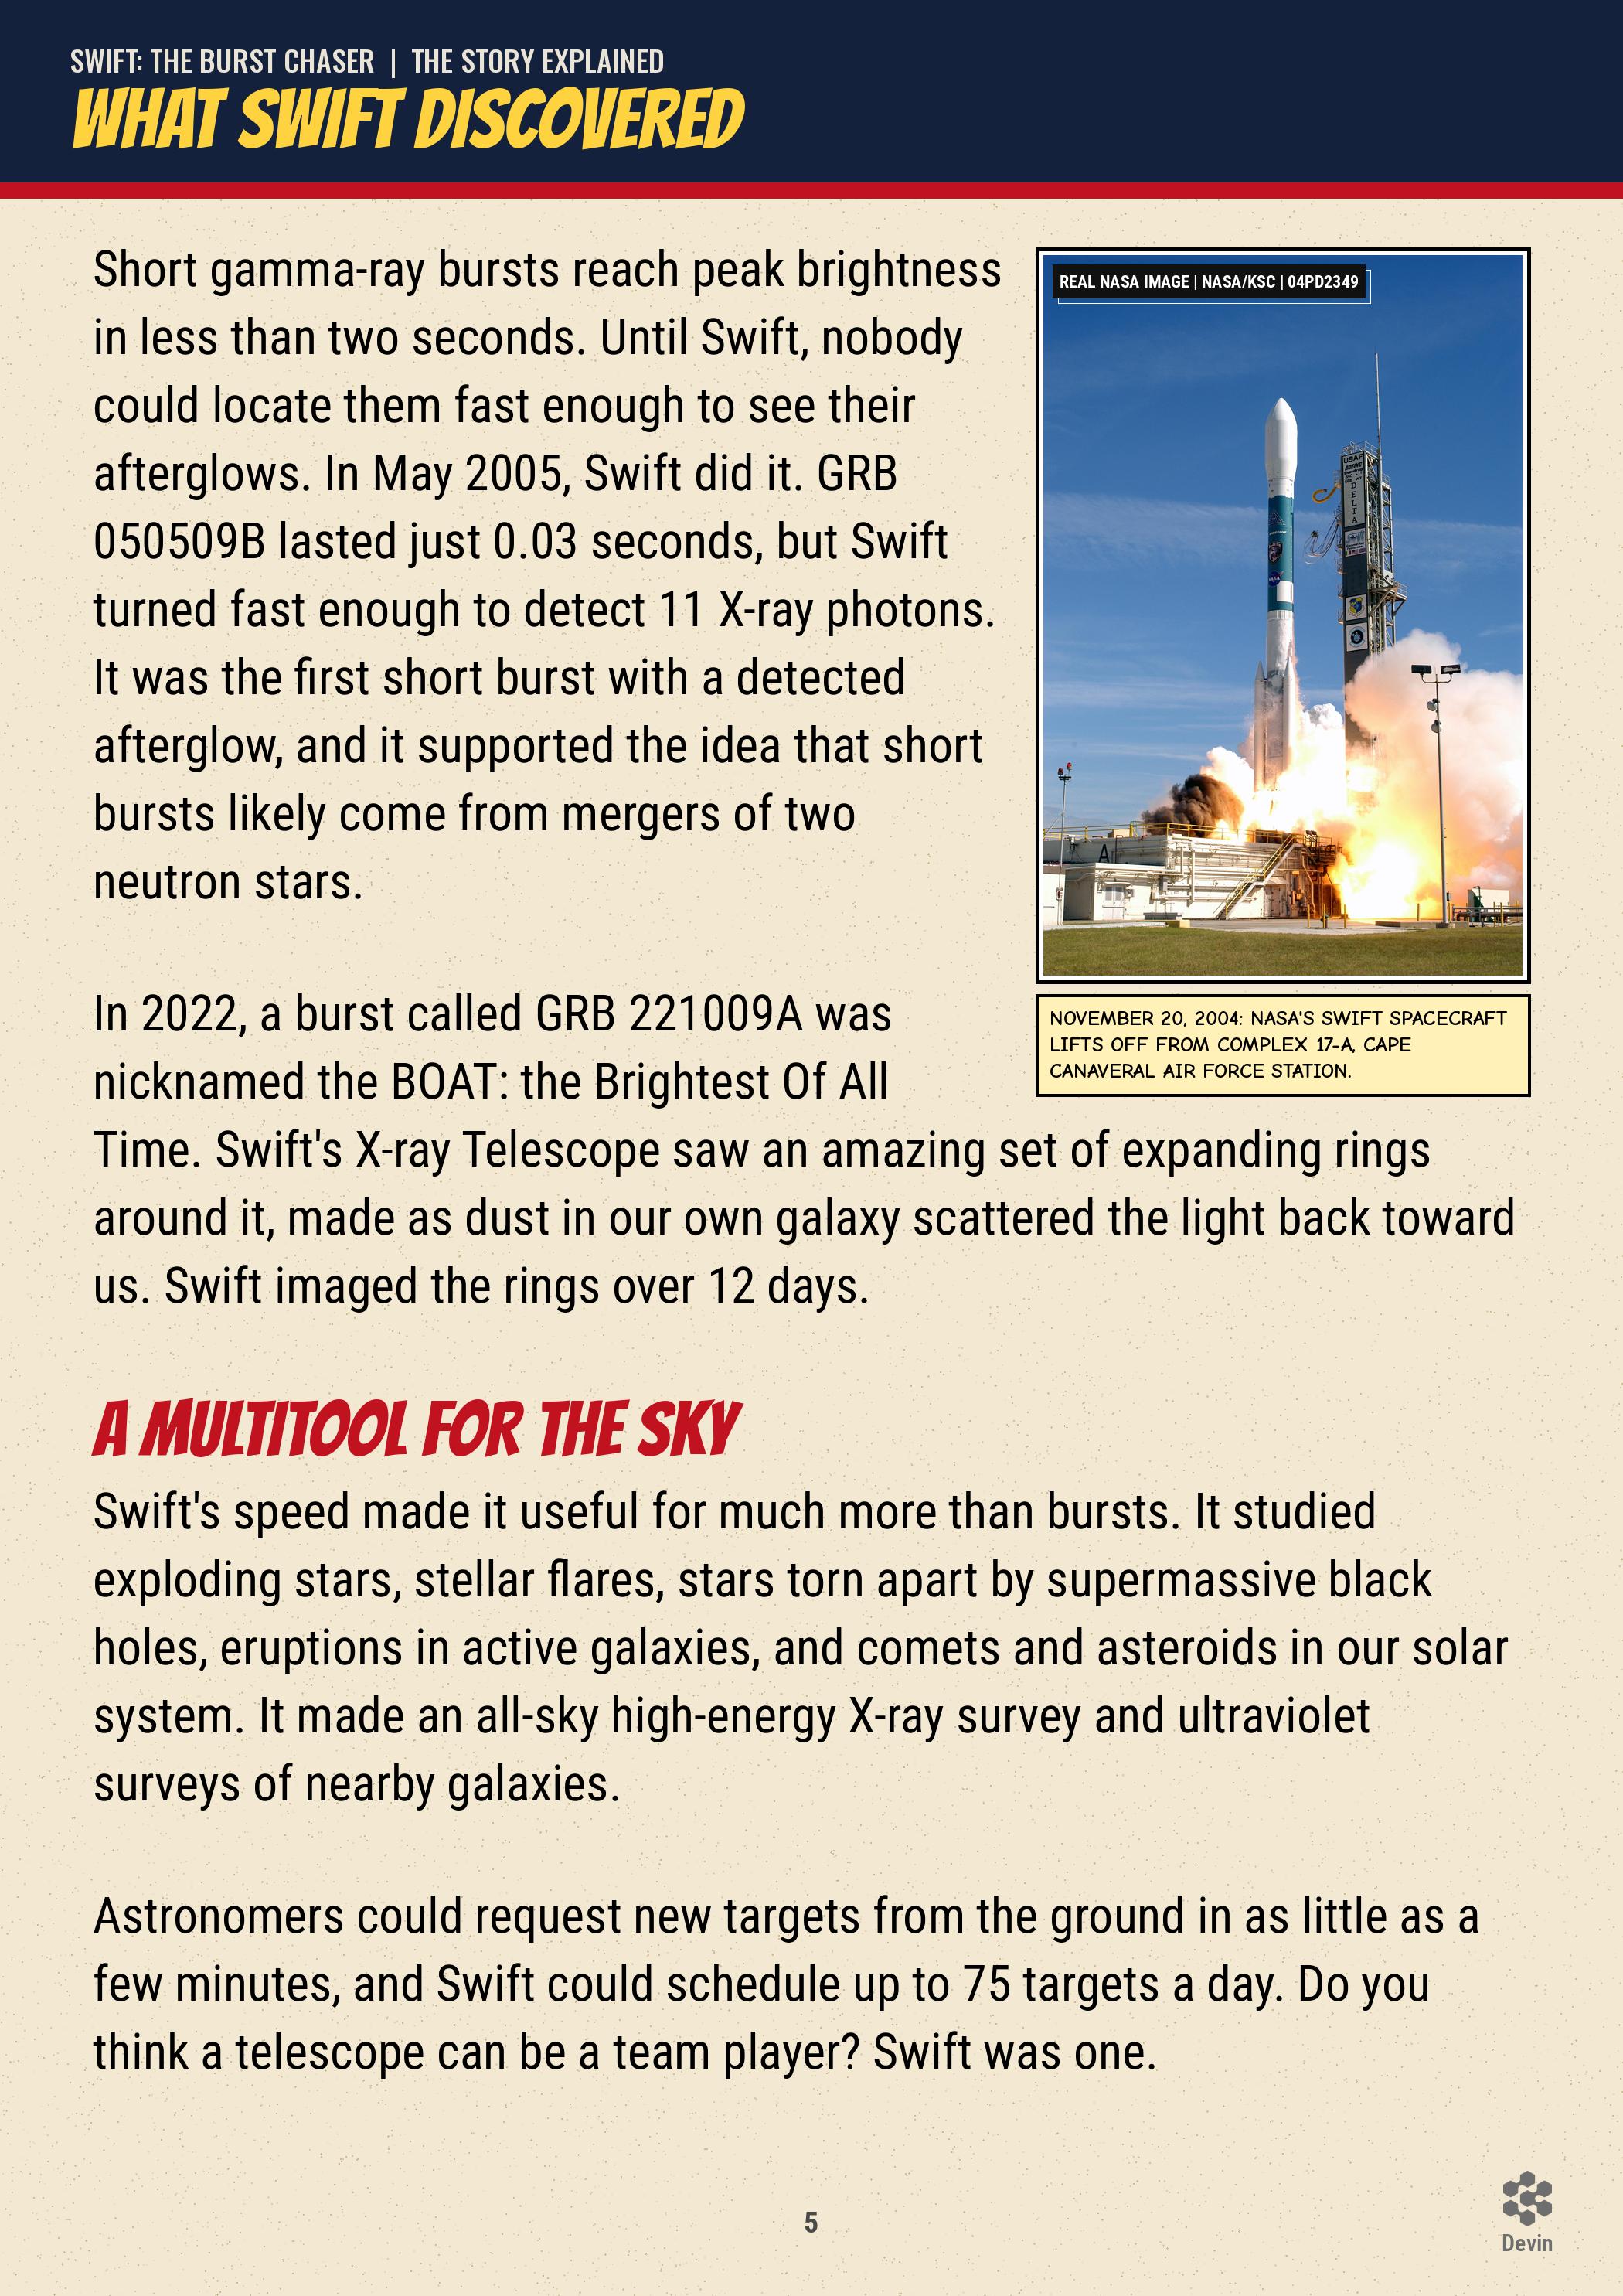 SWIFT: THE BURST CHASER | THE STORY EXPLAINED
WHAT SWIFT DISCOVERED
Short gamma-ray bursts reach peak brightness
in less than two seconds. Until Swift, nobody
could locate them fast enough to see their
afterglows. In May 2005, Swift did it. GRB
050509B lasted just 0.03 seconds, but Swift
turned fast enough to detect 11 X-ray photons.
It was the first short burst with a detected
afterglow, and it supported the idea that short
bursts likely come from mergers of two
neutron stars.
REAL NASA IMAGE | NASA/KSC | 04PD2349
USAF
DELTA
A
NOVEMBER 20, 2004: NASA'S SWIFT SPACECRAFT
LIFTS OFF FROM COMPLEX 17-A, CAPE
CANAVERAL AIR FORCE STATION.
In 2022, a burst called GRB 221009A was
nicknamed the BOAT: the Brightest Of All
Time. Swift's X-ray Telescope saw an amazing set of expanding rings
around it, made as dust in our own galaxy scattered the light back toward
us. Swift imaged the rings over 12 days.
A MULTITOOL FOR THE SKY
Swift's speed made it useful for much more than bursts. It studied
exploding stars, stellar flares, stars torn apart by supermassive black
holes, eruptions in active galaxies, and comets and asteroids in our solar
system. It made an all-sky high-energy X-ray survey and ultraviolet
surveys of nearby galaxies.
Astronomers could request new targets from the ground in as little as a
few minutes, and Swift could schedule up to 75 targets a day. Do you
think a telescope can be a team player? Swift was one.
5
Devin